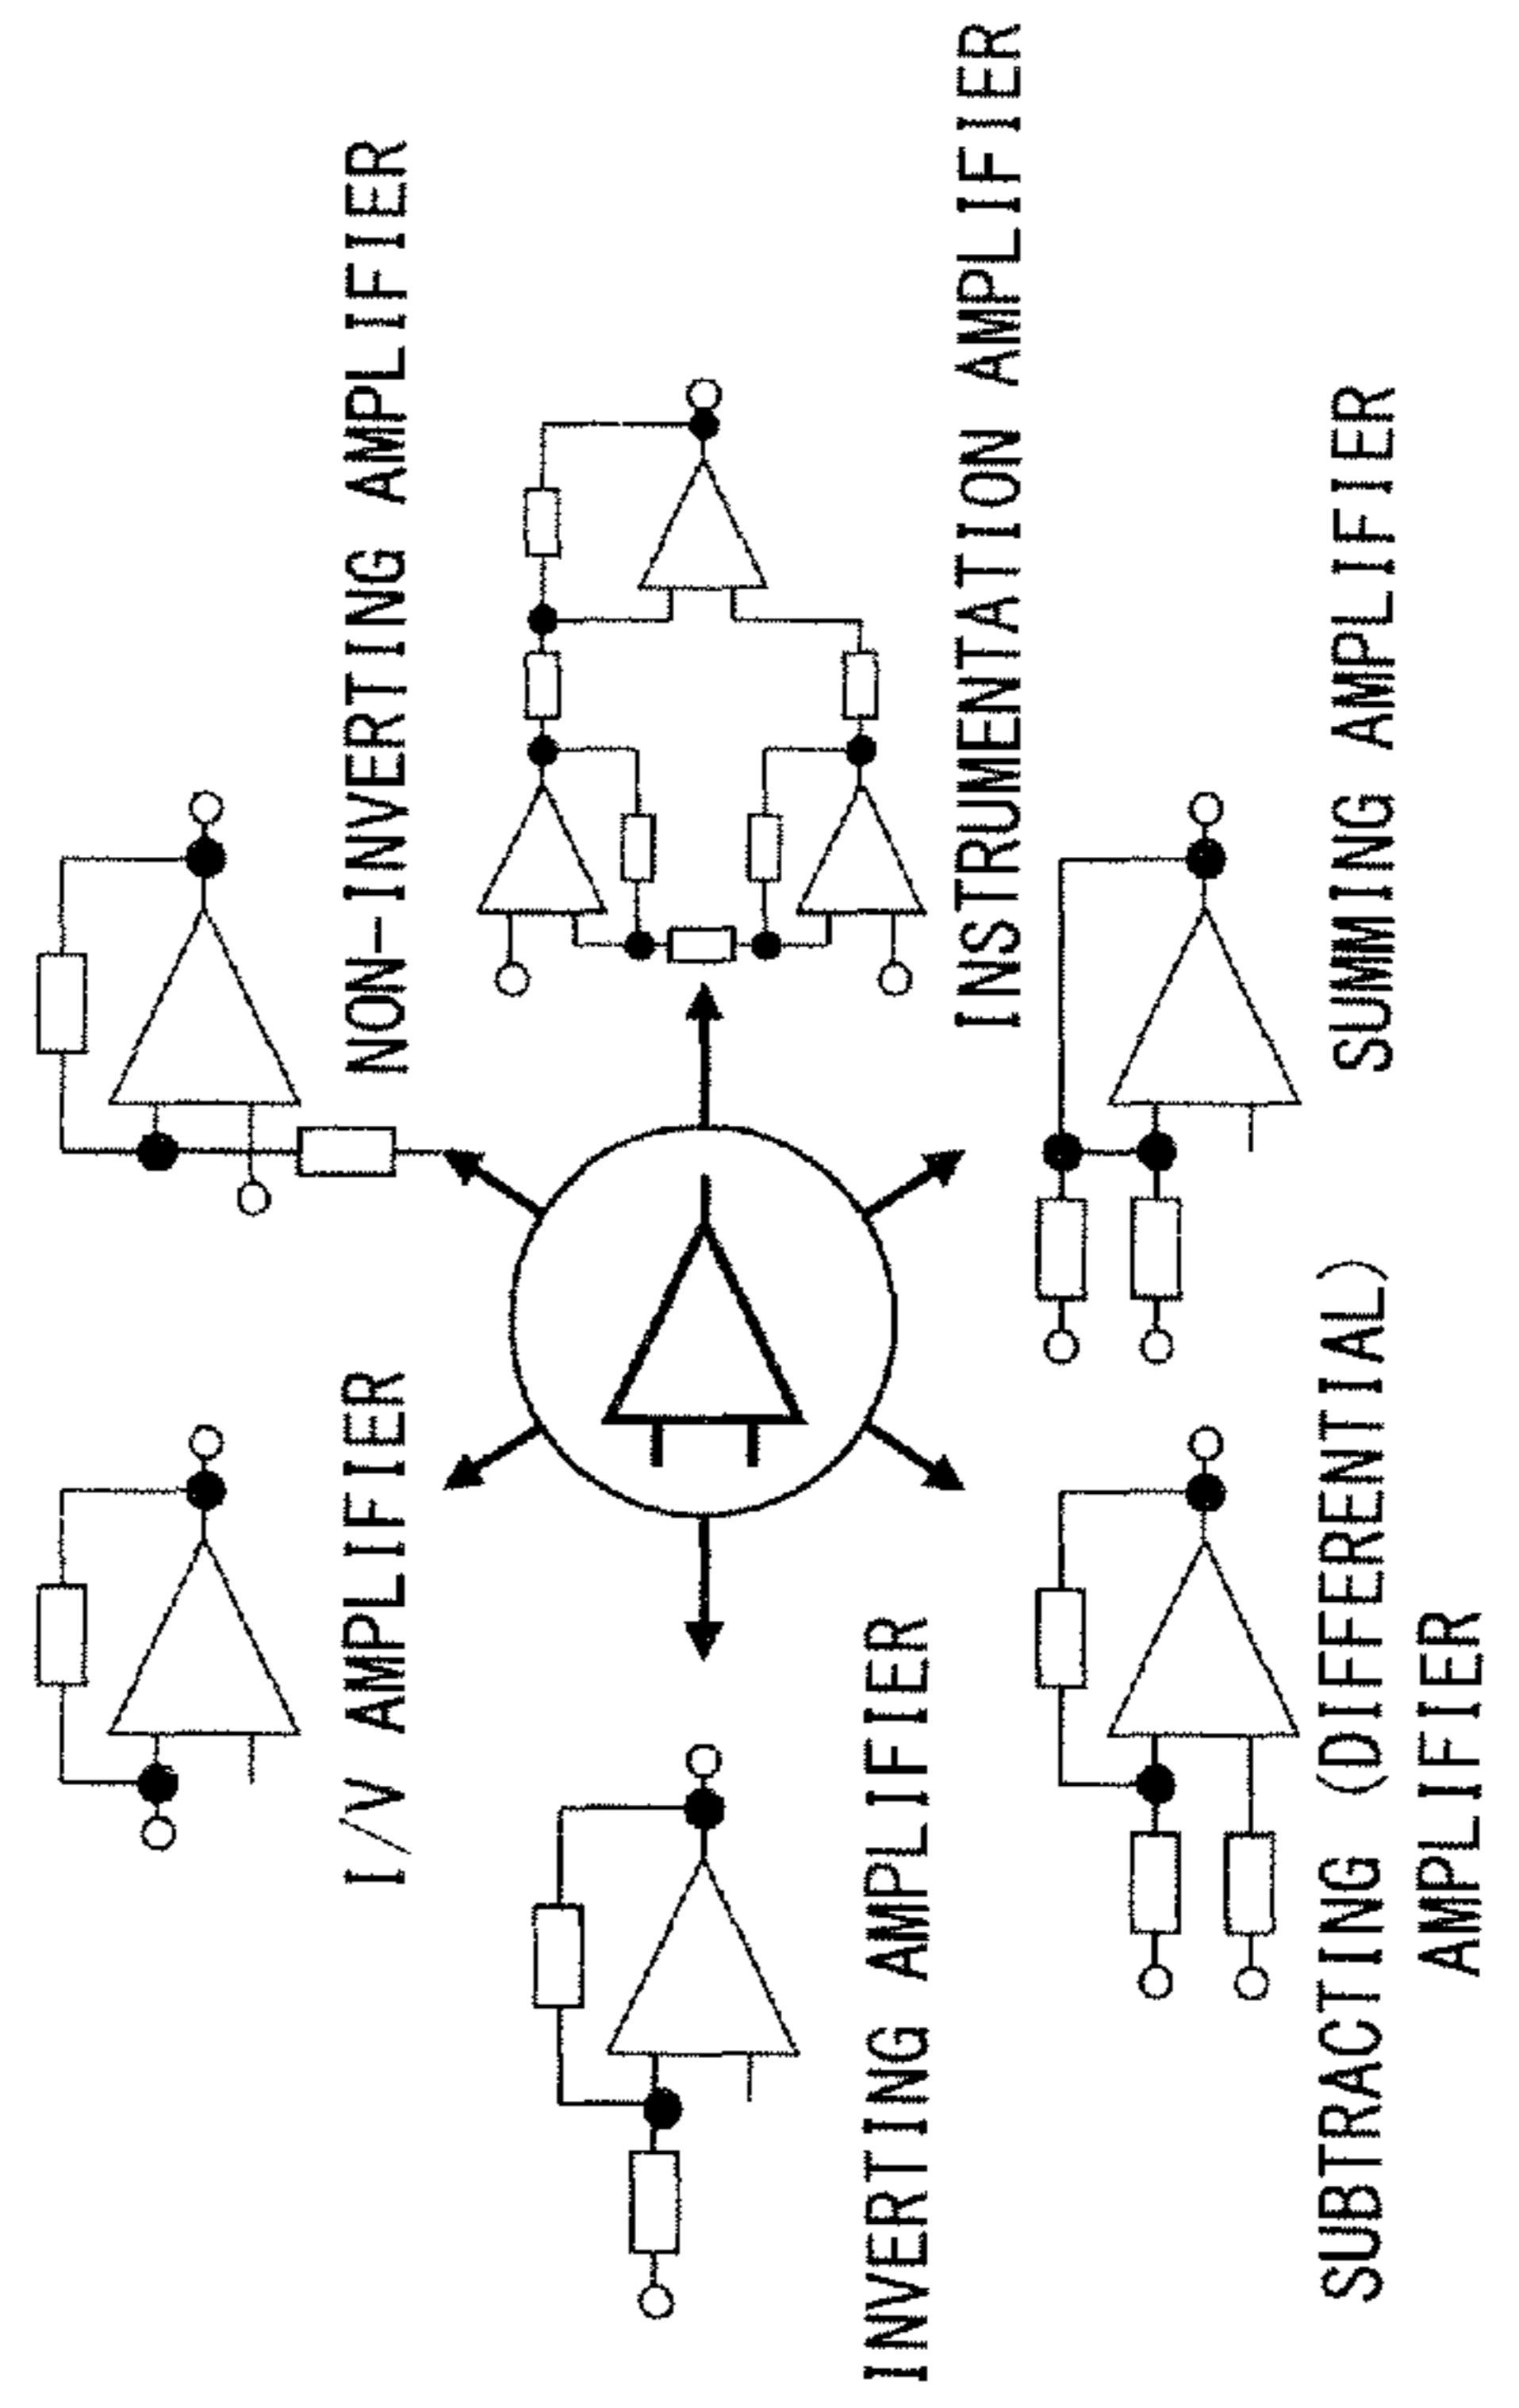 I/V AMPLIFIER
NON-INVERTING AMPLIFIER
INVERTING AMPLIFIER
INSTRUMENTATION AMPLIFIER
SUBTRACTING (DIFFERENTIAL)
AMPLIFIER
SUMMING AMPLIFIER